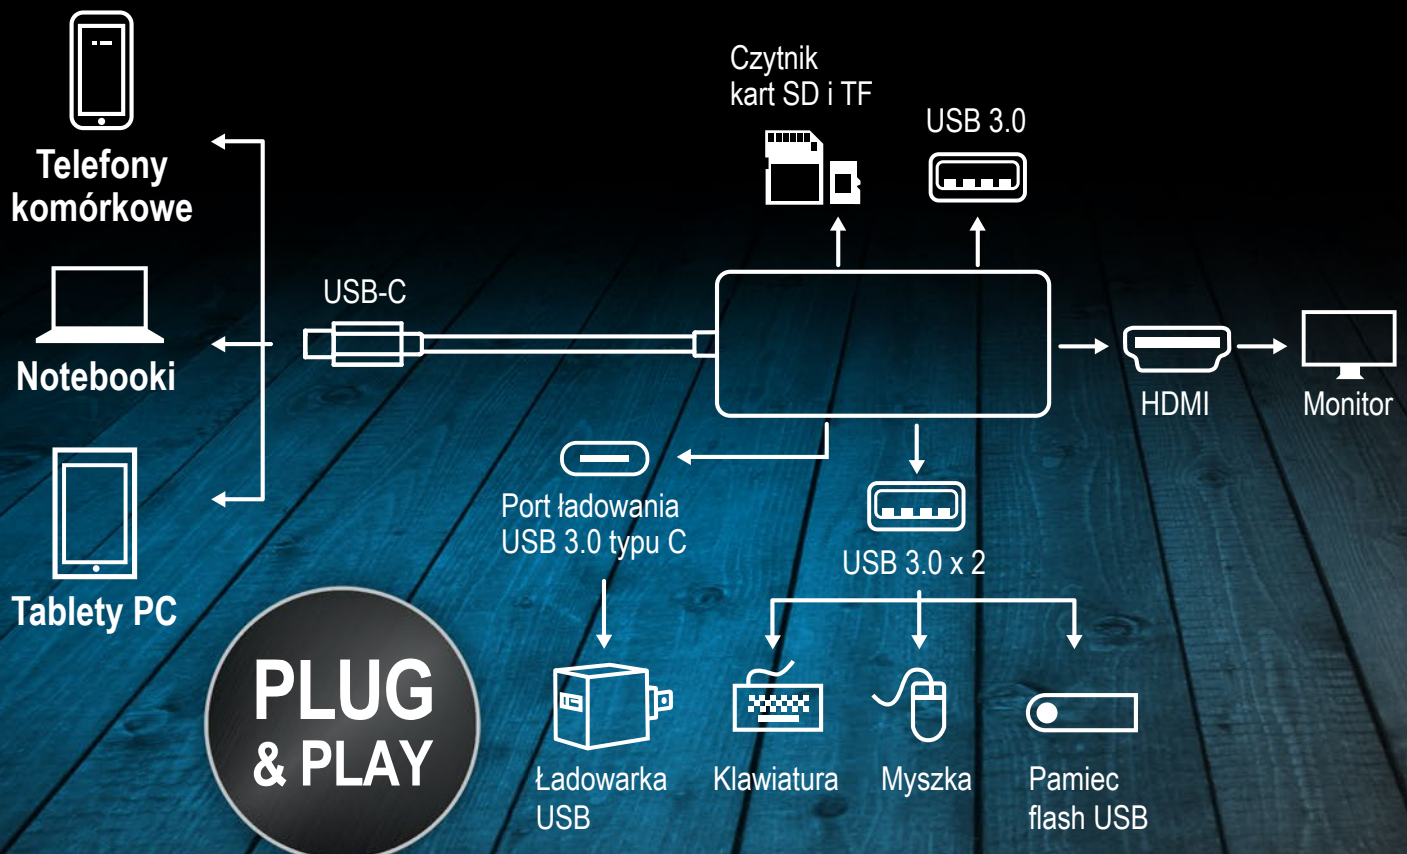 Czytnik
kart SD i TF
USB 3.0
Telefony
komórkowe
USB-C
Notebooki
HDMI
Monitor
Port ładowania
USB 3.0 typu C
USB 3.0 x 2
Tablety PC
PLUG
& PLAY
Ładowarka
USB
Klawiatura
Myszka
Pamiec
flash USB